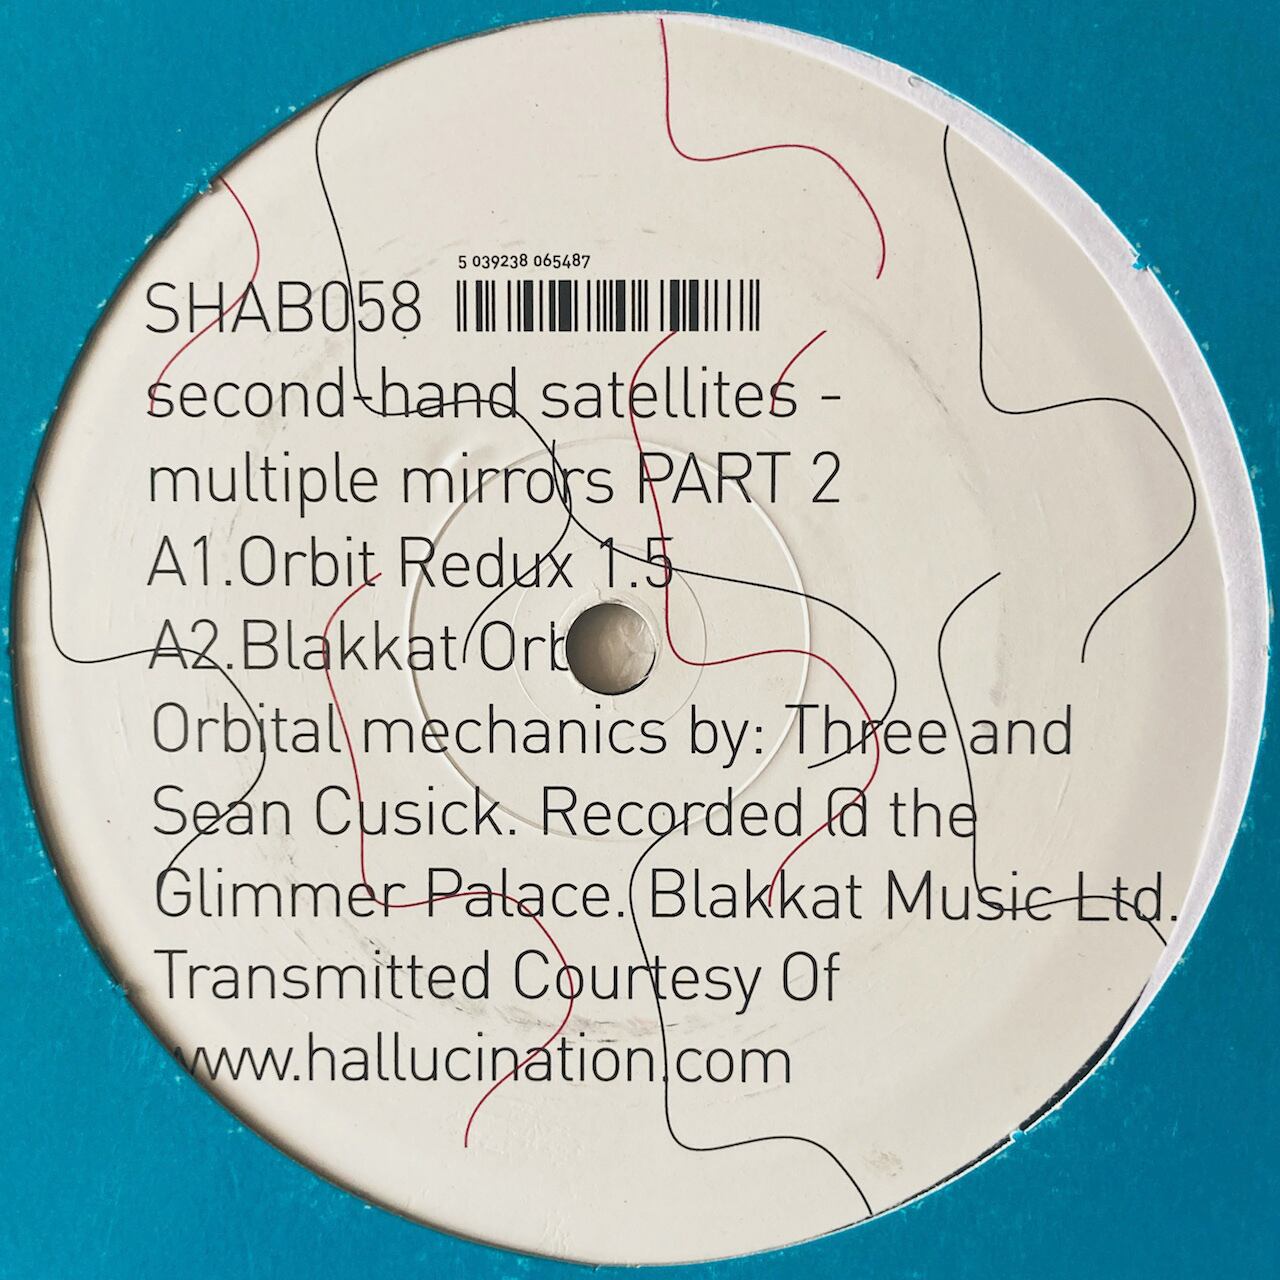 5 039238 065487
SHAB058
second-hand satellites -
multiple mirrors PART 2
A1.Orbit Redux 1.5
A2.Blakkat Orb
Orbital mechanics by: Three and
Sean Cusick. Recorded @ the
Glimmer Palace. Blakkat Music Ltd.
Transmitted Courtesy Of
www.hallucination.com